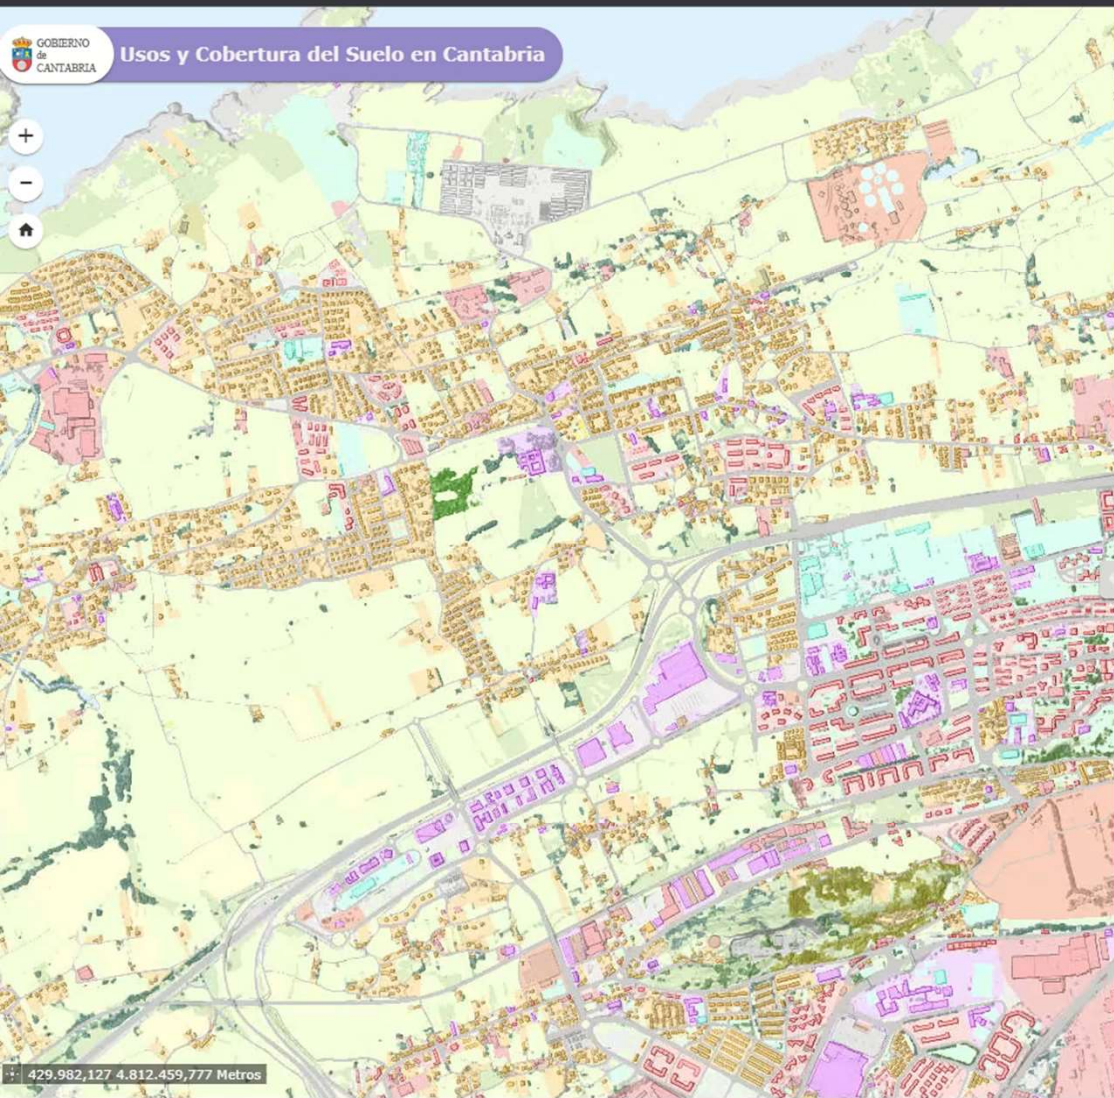 GOBIERNO
de
CANTABRIA
Usos y Cobertura del Suelo en Cantabria
+
−
429.982,127 4.812.459,777 Metros